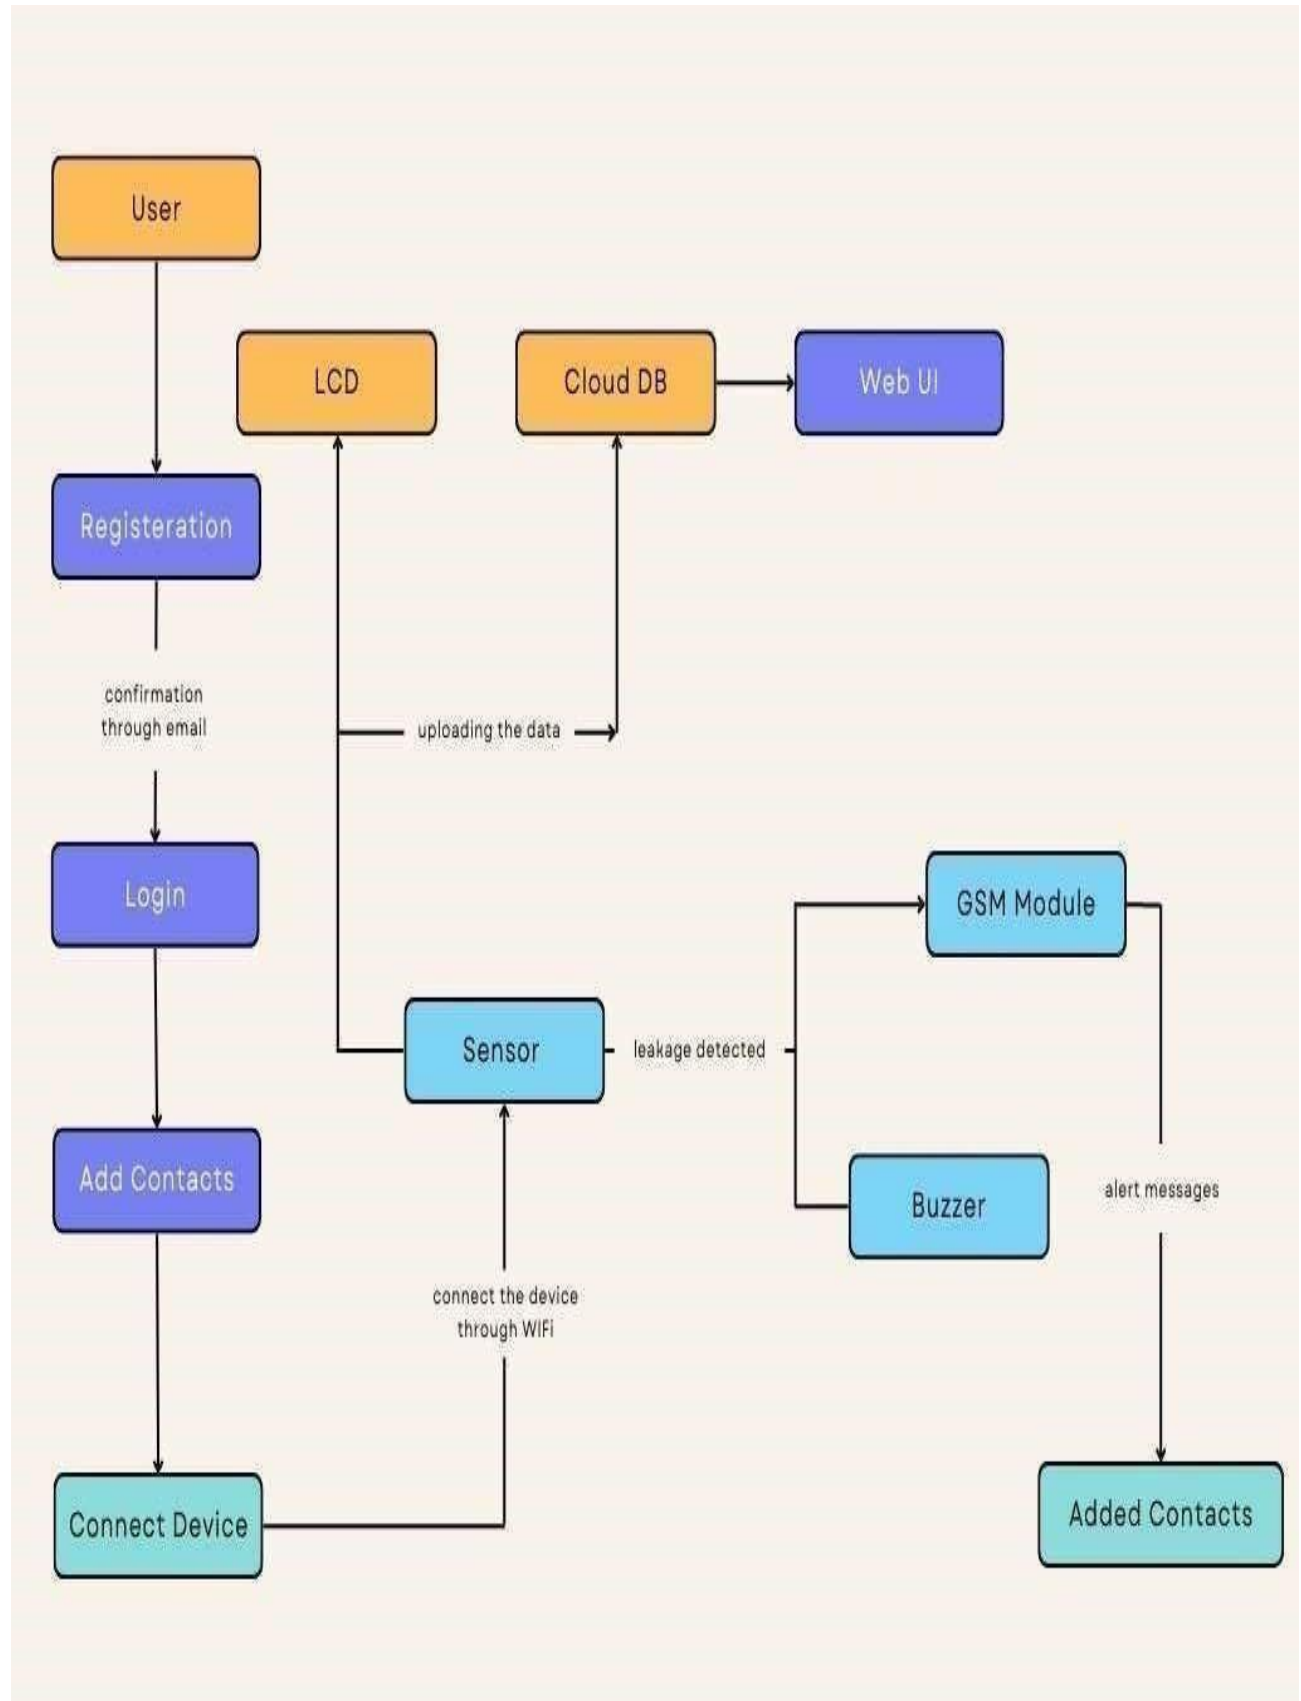 User
LCD
Cloud DB
Web UI
Registeration
confirmation
through email
uploading the data
Login
GSM Module
Sensor
leakage detected
Add Contacts
alert messages
Buzzer
connect the device
through WIFi
Connect Device
Added Contacts